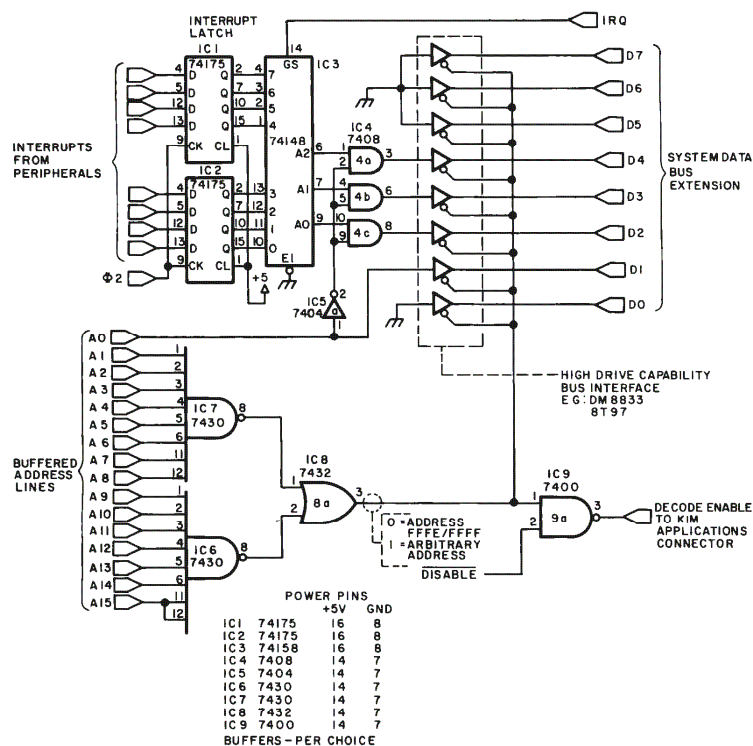 INTERRUPT
LATCH
IC1
74175
IC3
14
GS
IRQ
4 D Q 2 4 7
5 D Q 7 3 6
12 D Q 10 2 5
13 D Q 15 1 4
9 CK CL 1
74148
INTERRUPTS
FROM
PERIPHERALS
IC2
74175
4 D Q 2 13 3
5 D Q 7 12 2
12 D Q 10 11 1
13 D Q 15 10 0
9 CK CL 1
Φ2
+5
EI
A2 6
A1 7
A0 9
IC4
7408
1 2 4a 3
4 5 4b 6
10 9 4c 8
IC5
7404
2
a
1
D7
D6
D5
D4
D3
D2
D1
D0
SYSTEM DATA
BUS
EXTENSION
HIGH DRIVE CAPABILITY
BUS INTERFACE
EG: DM8833
8T97
BUFFERED
ADDRESS
LINES
A0
A1 1
A2 2
A3 3
A4 4
A5 5
A6 6
A7 11
A8 12
IC7
7430
8
A9 1
A10 2
A11 3
A12 4
A13 5
A14 6
A15 11
12
IC6
7430
8
IC8
7432
1
2
8a
3
0 = ADDRESS
FFFE/FFFF
1 = ARBITRARY
ADDRESS
DISABLE
IC9
7400
1
2
9a
3
DECODE ENABLE
TO KIM
APPLICATIONS
CONNECTOR
POWER PINS
+5V GND
IC1 74175 16 8
IC2 74175 16 8
IC3 74158 16 8
IC4 7408 14 7
IC5 7404 14 7
IC6 7430 14 7
IC7 7430 14 7
IC8 7432 14 7
IC9 7400 14 7
BUFFERS-PER CHOICE